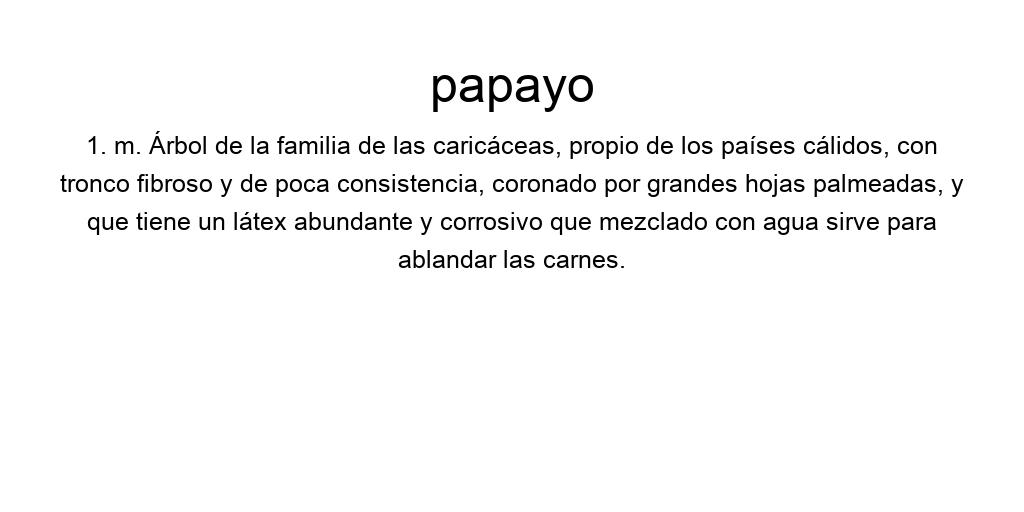 papayo
1. m. Árbol de la familia de las caricáceas, propio de los países cálidos, con
tronco fibroso y de poca consistencia, coronado por grandes hojas palmeadas, y
que tiene un látex abundante y corrosivo que mezclado con agua sirve para
ablandar las carnes.